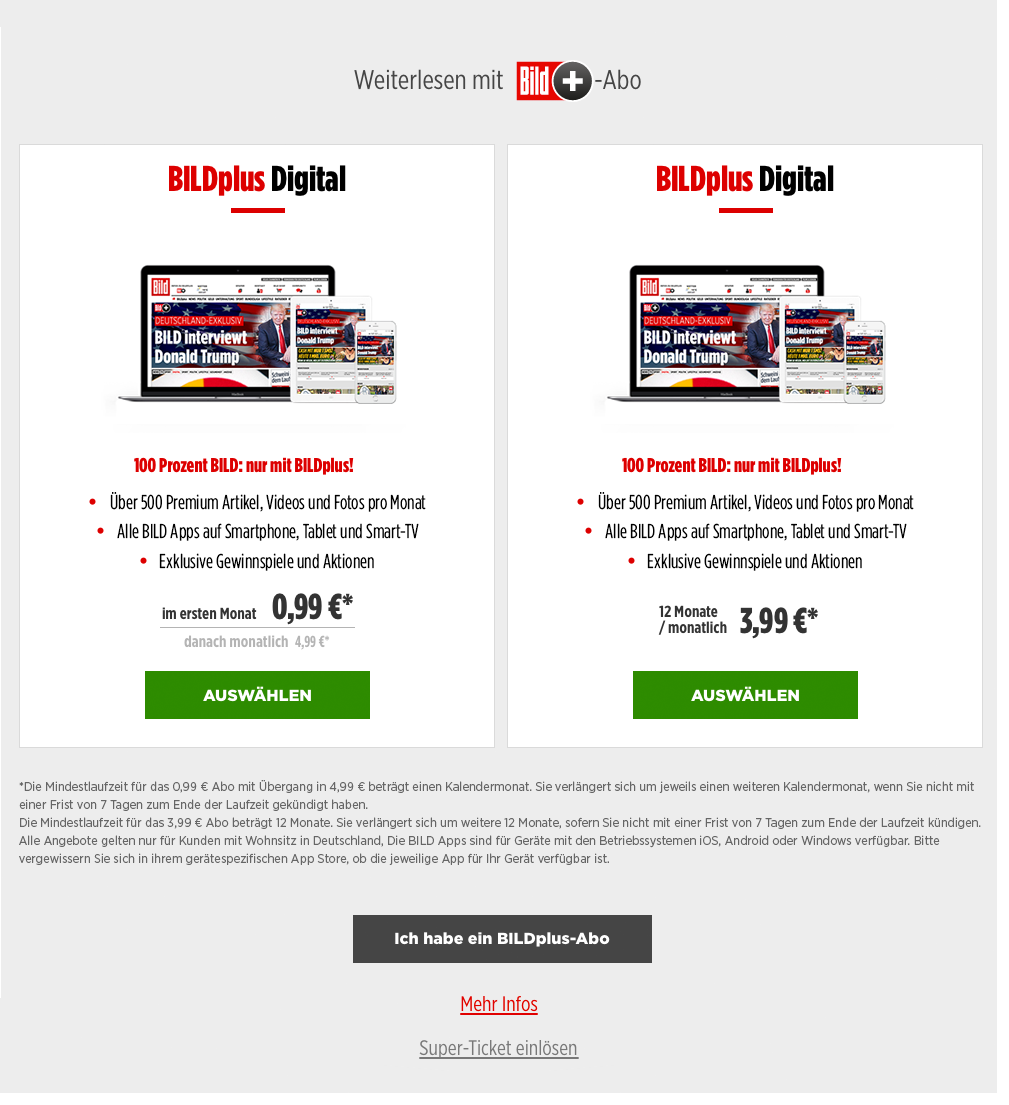 Weiterlesen mit Bild+-Abo
BILDplus Digital
Bild
DEUTSCHLAND-EXKLUSIV
BILD interviewt
Donald Trump
100 Prozent BILD: nur mit BILDplus!
• Über 500 Premium Artikel, Videos und Fotos pro Monat
• Alle BILD Apps auf Smartphone, Tablet und Smart-TV
• Exklusive Gewinnspiele und Aktionen
im ersten Monat 0,99 €*
danach monatlich 4,99 €*
AUSWÄHLEN
BILDplus Digital
Bild
DEUTSCHLAND-EXKLUSIV
BILD interviewt
Donald Trump
100 Prozent BILD: nur mit BILDplus!
• Über 500 Premium Artikel, Videos und Fotos pro Monat
• Alle BILD Apps auf Smartphone, Tablet und Smart-TV
• Exklusive Gewinnspiele und Aktionen
12 Monate
/ monatlich 3,99 €*
AUSWÄHLEN
*Die Mindestlaufzeit für das 0,99 € Abo mit Übergang in 4,99 € beträgt einen Kalendermonat. Sie verlängert sich um jeweils einen weiteren Kalendermonat, wenn Sie nicht mit
einer Frist von 7 Tagen zum Ende der Laufzeit gekündigt haben.
Die Mindestlaufzeit für das 3,99 € Abo beträgt 12 Monate. Sie verlängert sich um weitere 12 Monate, sofern Sie nicht mit einer Frist von 7 Tagen zum Ende der Laufzeit kündigen.
Alle Angebote gelten nur für Kunden mit Wohnsitz in Deutschland, Die BILD Apps sind für Geräte mit den Betriebssystemen iOS, Android oder Windows verfügbar. Bitte
vergewissern Sie sich in ihrem gerätespezifischen App Store, ob die jeweilige App für Ihr Gerät verfügbar ist.
Ich habe ein BILDplus-Abo
Mehr Infos
Super-Ticket einlösen